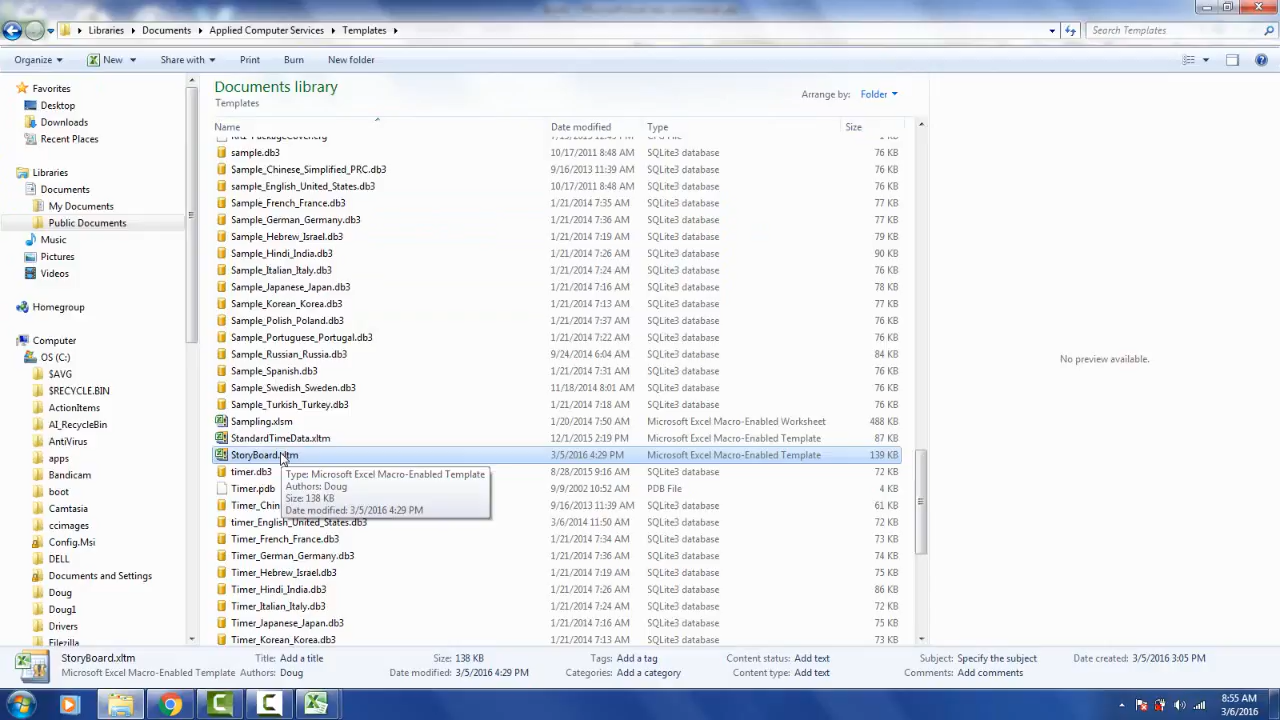 Libraries ▸ Documents ▸ Applied Computer Services ▸ Templates ▸ Search Templates
Organize New Share with Print Burn New folder
Favorites
Desktop
Downloads
Recent Places
Libraries
Documents
My Documents
Public Documents
Music
Pictures
Videos
Homegroup
Computer
OS (C:)
$AVG
$RECYCLE.BIN
ActionItems
AI_RecycleBin
AntiVirus
apps
Bandicam
boot
Camtasia
ccimages
Config.Msi
DELL
Documents and Settings
Doug
Doug1
Drivers
Filezilla
Documents library
Templates
Arrange by: Folder
Name Date modified Type Size
sample.db3 10/17/2011 8:48 AM SQLite3 database 76 KB
Sample_Chinese_Simplified_PRC.db3 9/16/2013 11:39 AM SQLite3 database 76 KB
sample_English_United_States.db3 10/17/2011 8:48 AM SQLite3 database 76 KB
Sample_French_France.db3 1/21/2014 7:35 AM SQLite3 database 77 KB
Sample_German_Germany.db3 1/21/2014 7:36 AM SQLite3 database 77 KB
Sample_Hebrew_Israel.db3 1/21/2014 7:19 AM SQLite3 database 79 KB
Sample_Hindi_India.db3 1/21/2014 7:26 AM SQLite3 database 90 KB
Sample_Italian_Italy.db3 1/21/2014 7:24 AM SQLite3 database 76 KB
Sample_Japanese_Japan.db3 1/21/2014 7:16 AM SQLite3 database 78 KB
Sample_Korean_Korea.db3 1/21/2014 7:13 AM SQLite3 database 77 KB
Sample_Polish_Poland.db3 1/21/2014 7:37 AM SQLite3 database 76 KB
Sample_Portuguese_Portugal.db3 1/21/2014 7:22 AM SQLite3 database 76 KB
Sample_Russian_Russia.db3 9/24/2014 6:04 AM SQLite3 database 84 KB
Sample_Spanish.db3 1/21/2014 7:31 AM SQLite3 database 76 KB
Sample_Swedish_Sweden.db3 11/18/2014 8:01 AM SQLite3 database 76 KB
Sample_Turkish_Turkey.db3 1/21/2014 7:18 AM SQLite3 database 76 KB
Sampling.xlsm 1/20/2014 7:50 AM Microsoft Excel Macro-Enabled Worksheet 488 KB
StandardTimeData.xltm 12/1/2015 2:19 PM Microsoft Excel Macro-Enabled Template 87 KB
StoryBoard.xltm 3/5/2016 4:29 PM Microsoft Excel Macro-Enabled Template 139 KB
timer.db3 8/28/2015 9:16 AM SQLite3 database 72 KB
Timer.pdb 9/9/2002 10:52 AM PDB File 4 KB
Timer_Chin 9/16/2013 11:39 AM SQLite3 database 61 KB
timer_English_United_States.db3 3/6/2014 11:50 AM SQLite3 database 72 KB
Timer_French_France.db3 1/21/2014 7:34 AM SQLite3 database 73 KB
Timer_German_Germany.db3 1/21/2014 7:36 AM SQLite3 database 74 KB
Timer_Hebrew_Israel.db3 1/21/2014 7:19 AM SQLite3 database 75 KB
Timer_Hindi_India.db3 1/21/2014 7:26 AM SQLite3 database 86 KB
Timer_Italian_Italy.db3 1/21/2014 7:24 AM SQLite3 database 72 KB
Timer_Japanese_Japan.db3 1/21/2014 7:16 AM SQLite3 database 75 KB
Timer_Korean_Korea.db3 1/21/2014 7:13 AM SQLite3 database 73 KB
Type: Microsoft Excel Macro-Enabled Template
Authors: Doug
Size: 138 KB
Date modified: 3/5/2016 4:29 PM
No preview available.
StoryBoard.xltm Title: Add a title Size: 138 KB Tags: Add a tag Content status: Add text Subject: Specify the subject Date created: 3/5/2016 3:05 PM
Microsoft Excel Macro-Enabled Template Authors: Doug Date modified: 3/5/2016 4:29 PM Categories: Add a category Content type: Add text Comments: Add comments
8:55 AM
3/6/2016